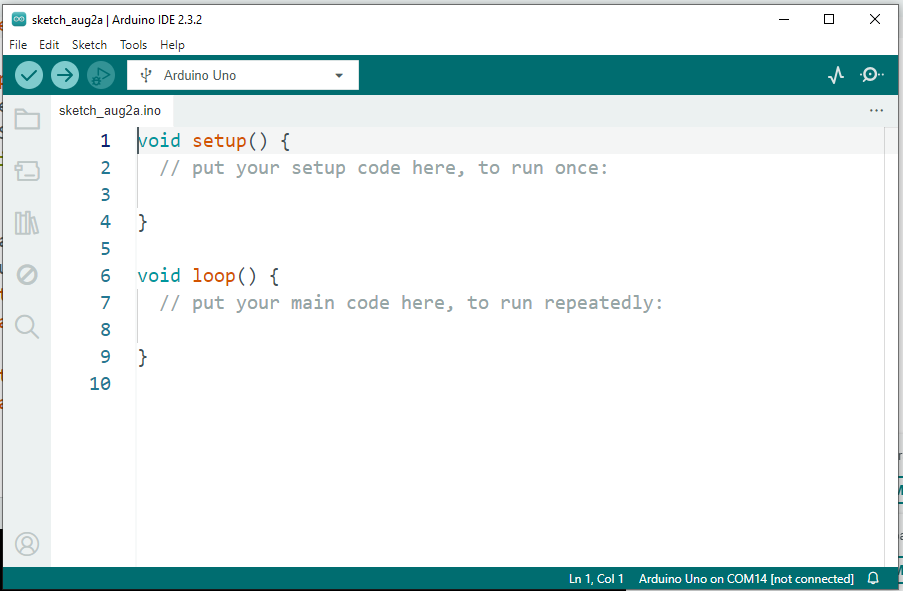 sketch_aug2a | Arduino IDE 2.3.2
File Edit Sketch Tools Help
Arduino Uno
sketch_aug2a.ino
1 void setup() {
2 // put your setup code here, to run once:
3
4 }
5
6 void loop() {
7 // put your main code here, to run repeatedly:
8
9 }
10
Ln 1, Col 1 Arduino Uno on COM14 [not connected]